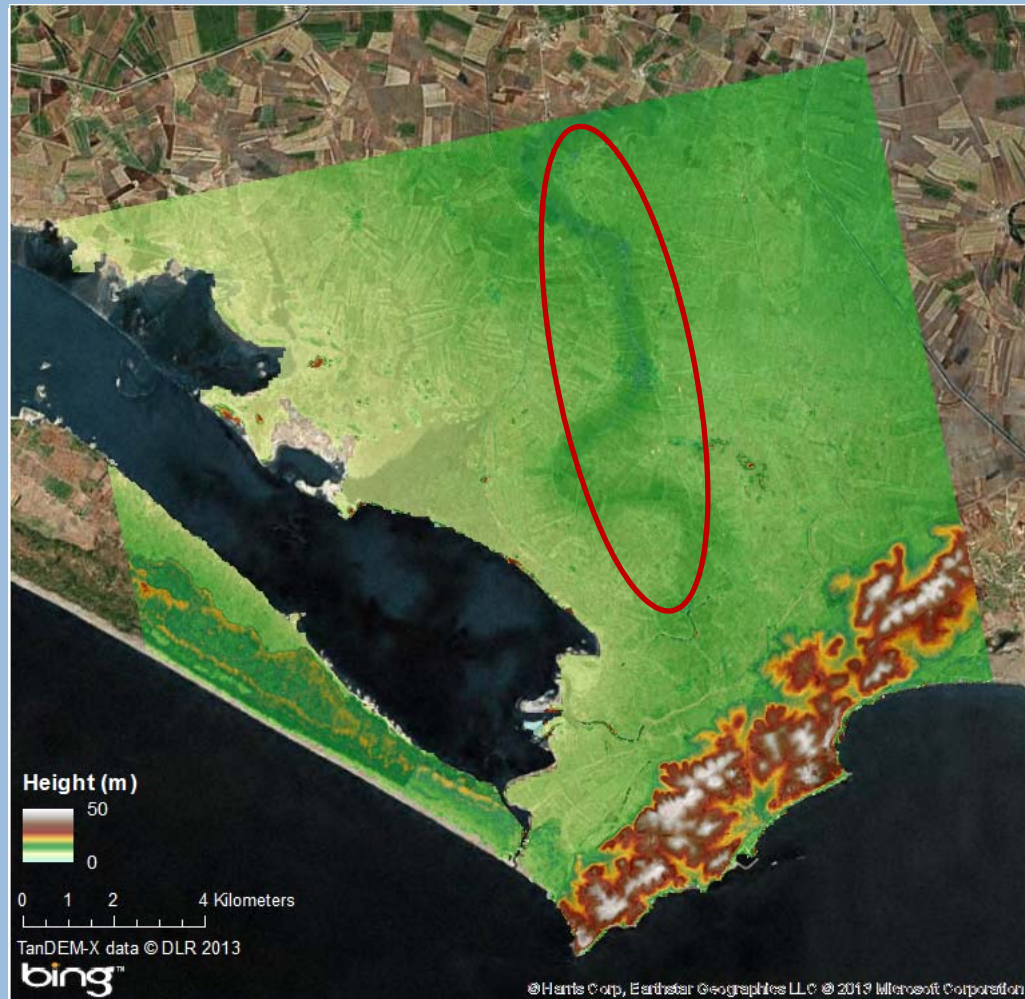 Height (m)
50
0
0 1 2 4 Kilometers
TanDEM-X data © DLR 2013
bing™
© Harris Corp, Earthstar Geographics LLC © 2013 Microsoft Corporation